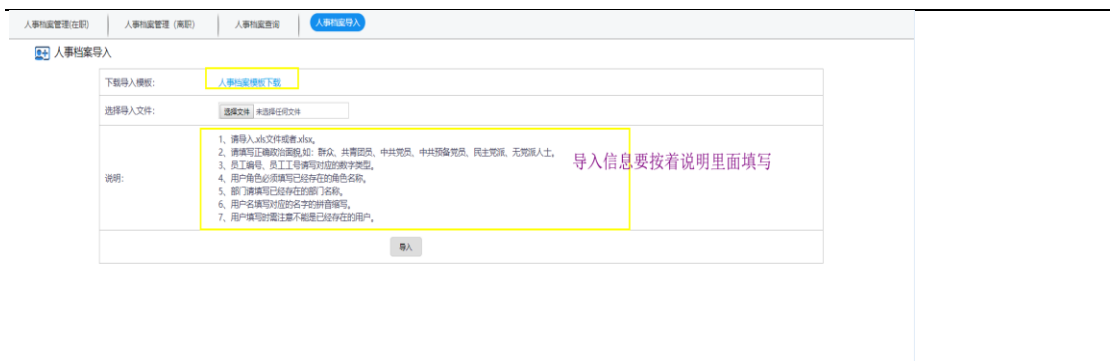 人事档案管理(在职)
人事档案管理 (离职)
人事档案查询
人事档案导入
人事档案导入
下载导入模板:
人事档案模板下载
选择导入文件:
选择文件 未选择任何文件
说明:
1、请导入.xls文件或者.xlsx。
2、请填写正确政治面貌,如: 群众、共青团员、中共党员、中共预备党员、民主党派、无党派人士。
3、员工编号、员工工号请写对应的数字类型。
4、用户角色必须填写已经存在的角色名称。
5、部门请填写已经存在的部门名称。
6、用户名填写对应的名字的拼音缩写。
7、用户填写时需注意不能是已经存在的用户。
导入信息要按着说明里面填写
导入